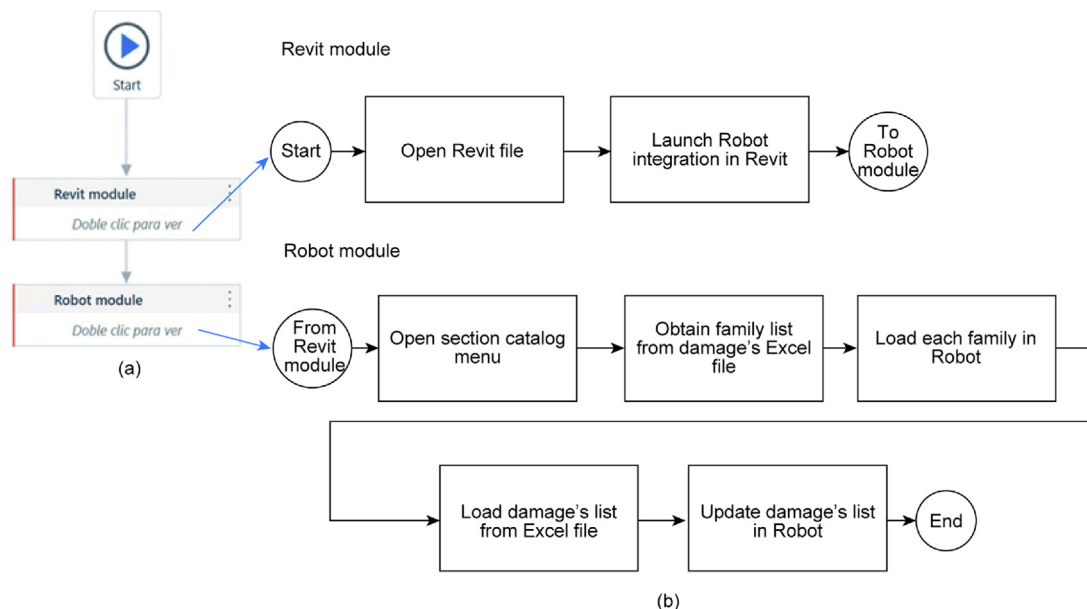 Start
Revit module
Doble clic para ver
Robot module
Doble clic para ver
(a)
Revit module
Start
Open Revit file
Launch Robot
integration in Revit
To
Robot
module
Robot module
From
Revit
module
Open section catalog
menu
Obtain family list
from damage's Excel
file
Load each family in
Robot
Load damage's list
from Excel file
Update damage's list
in Robot
End
(b)